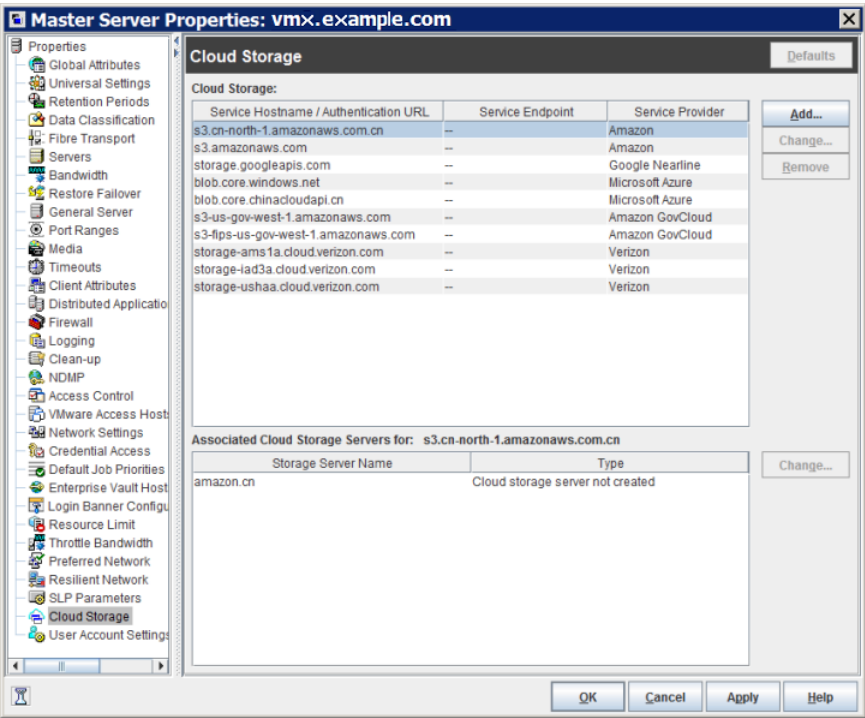 Master Server Properties: vmx.example.com
Properties
Global Attributes
Universal Settings
Retention Periods
Data Classification
Fibre Transport
Servers
Bandwidth
Restore Failover
General Server
Port Ranges
Media
Timeouts
Client Attributes
Distributed Applicatio
Firewall
Logging
Clean-up
NDMP
Access Control
VMware Access Hosts
Network Settings
Credential Access
Default Job Priorities
Enterprise Vault Host
Login Banner Configu
Resource Limit
Throttle Bandwidth
Preferred Network
Resilient Network
SLP Parameters
Cloud Storage
User Account Settings
Cloud Storage
Defaults
Cloud Storage:
Service Hostname / Authentication URL Service Endpoint Service Provider
s3.cn-north-1.amazonaws.com.cn -- Amazon
s3.amazonaws.com -- Amazon
storage.googleapis.com -- Google Nearline
blob.core.windows.net -- Microsoft Azure
blob.core.chinacloudapi.cn -- Microsoft Azure
s3-us-gov-west-1.amazonaws.com -- Amazon GovCloud
s3-fips-us-gov-west-1.amazonaws.com -- Amazon GovCloud
storage-ams1a.cloud.verizon.com -- Verizon
storage-iad3a.cloud.verizon.com -- Verizon
storage-ushaa.cloud.verizon.com -- Verizon
Add...
Change...
Remove
Associated Cloud Storage Servers for: s3.cn-north-1.amazonaws.com.cn
Storage Server Name Type
amazon.cn Cloud storage server not created
Change...
OK Cancel Apply Help